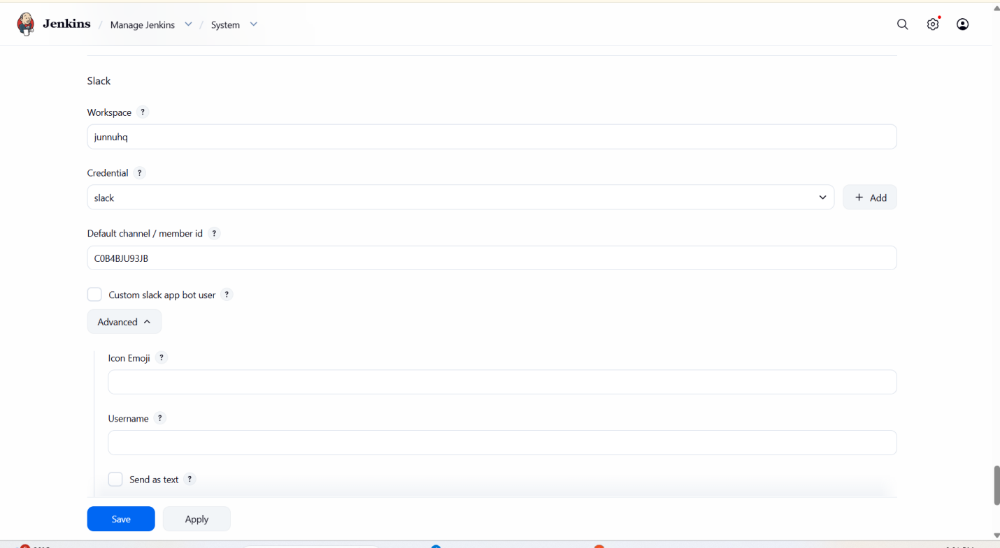 Jenkins / Manage Jenkins / System
Slack
Workspace ?
junnuhq
Credential ?
slack
+ Add
Default channel / member id ?
C0B4BJU93JB
Custom slack app bot user ?
Advanced
Icon Emoji ?
Username ?
Send as text ?
Save
Apply